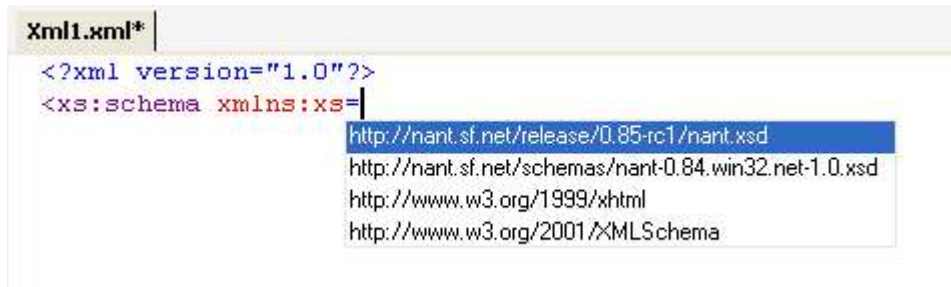 Xml1.xml*
<?xml version="1.0"?>
<xs:schema xmlns:xs=
http://nant.sf.net/release/0.85-rc1/nant.xsd
http://nant.sf.net/schemas/nant-0.84.win32.net-1.0.xsd
http://www.w3.org/1999/xhtml
http://www.w3.org/2001/XMLSchema